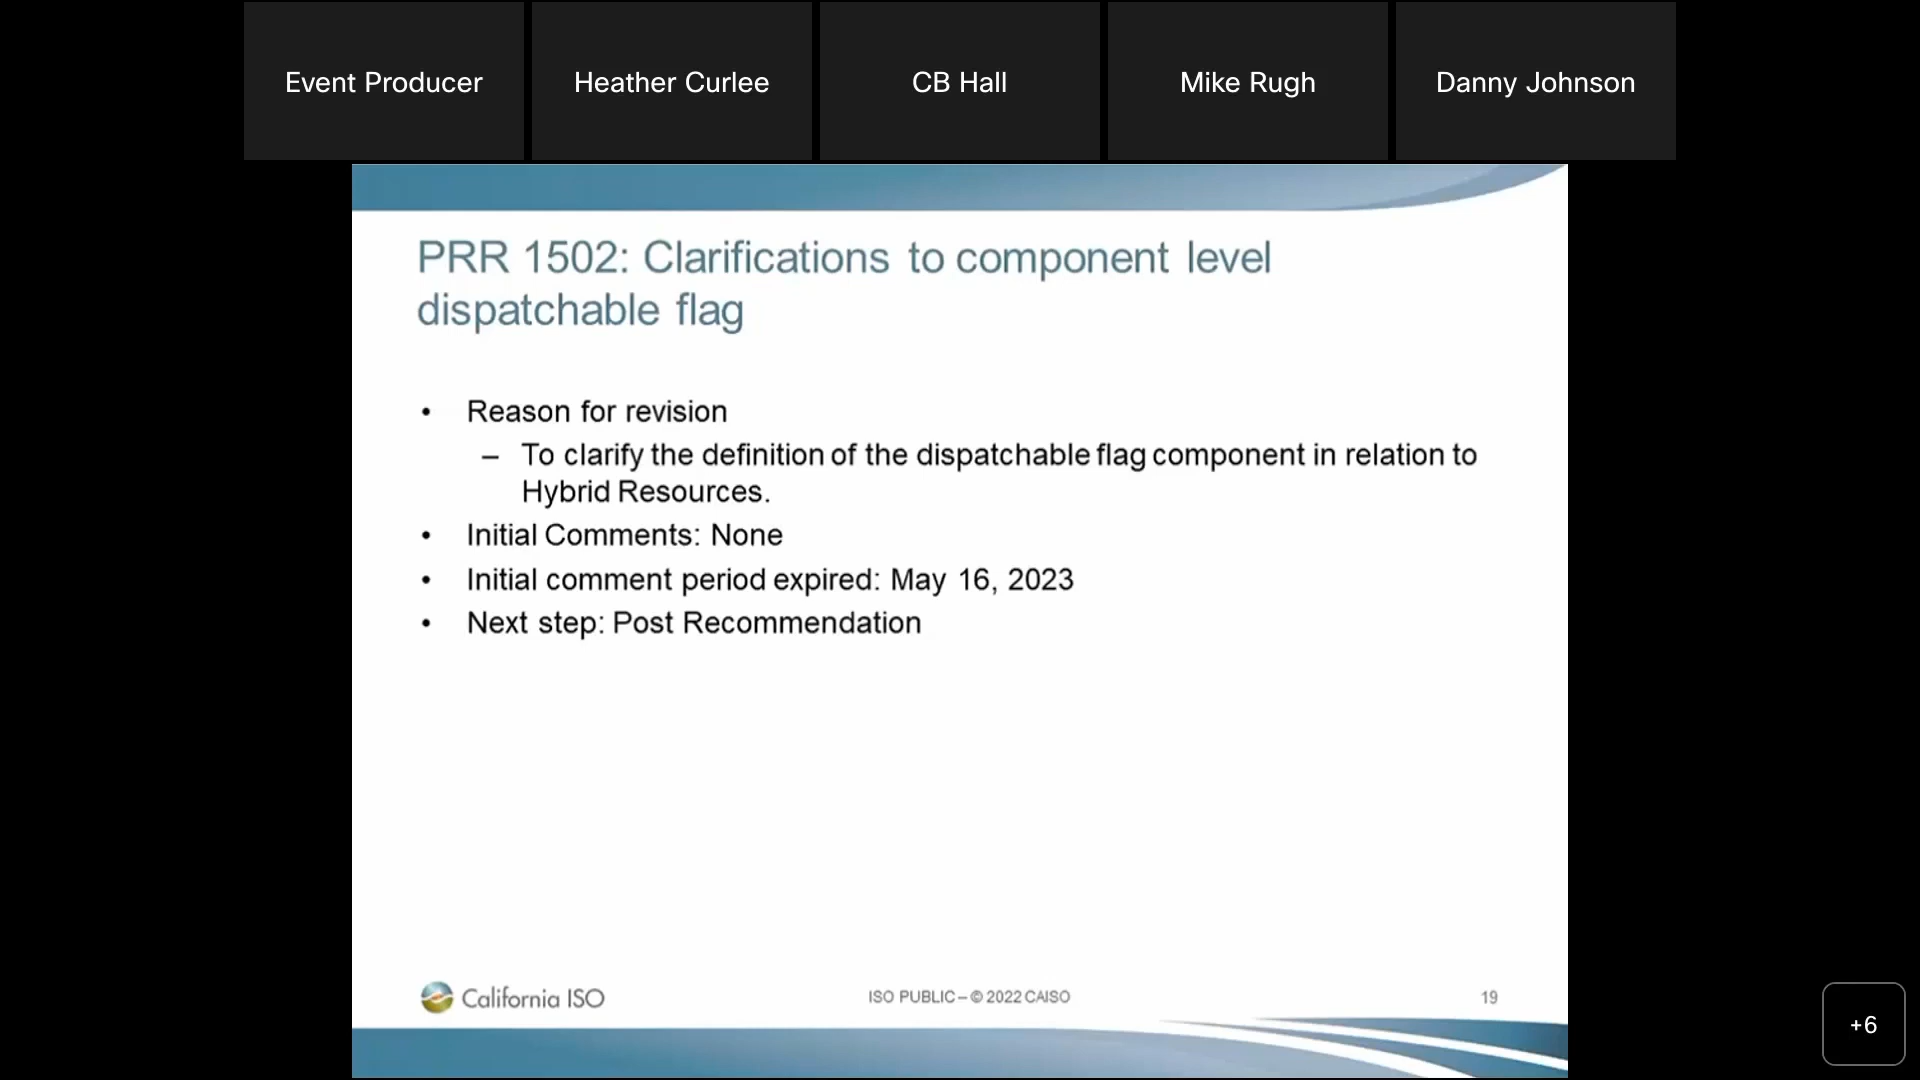 Event Producer
Heather Curlee
CB Hall
Mike Rugh
Danny Johnson
PRR 1502: Clarifications to component level
dispatchable flag
• Reason for revision
– To clarify the definition of the dispatchable flag component in relation to
Hybrid Resources.
• Initial Comments: None
• Initial comment period expired: May 16, 2023
• Next step: Post Recommendation
California ISO
ISO PUBLIC – © 2022 CAISO
19
+6